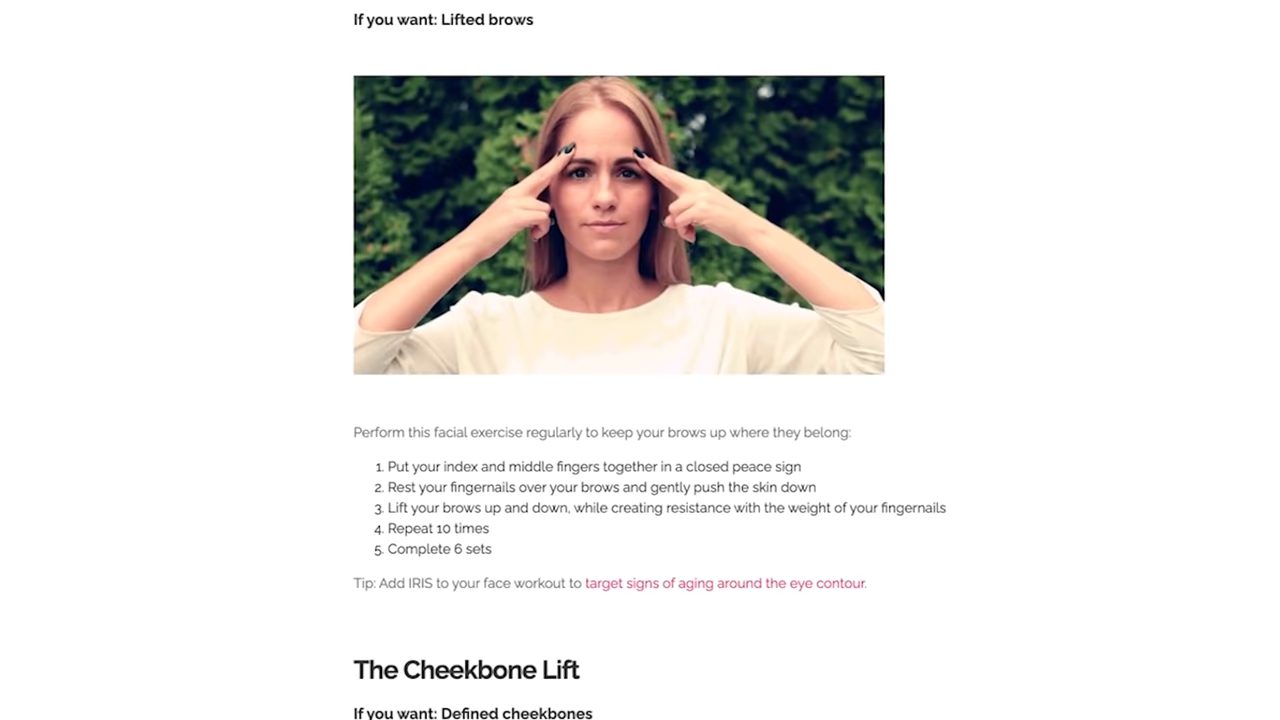 If you want: Lifted brows
Perform this facial exercise regularly to keep your brows up where they belong:
1. Put your index and middle fingers together in a closed peace sign
2. Rest your fingernails over your brows and gently push the skin down
3. Lift your brows up and down, while creating resistance with the weight of your fingernails
4. Repeat 10 times
5. Complete 6 sets
Tip: Add IRIS to your face workout to target signs of aging around the eye contour.
The Cheekbone Lift
If you want: Defined cheekbones